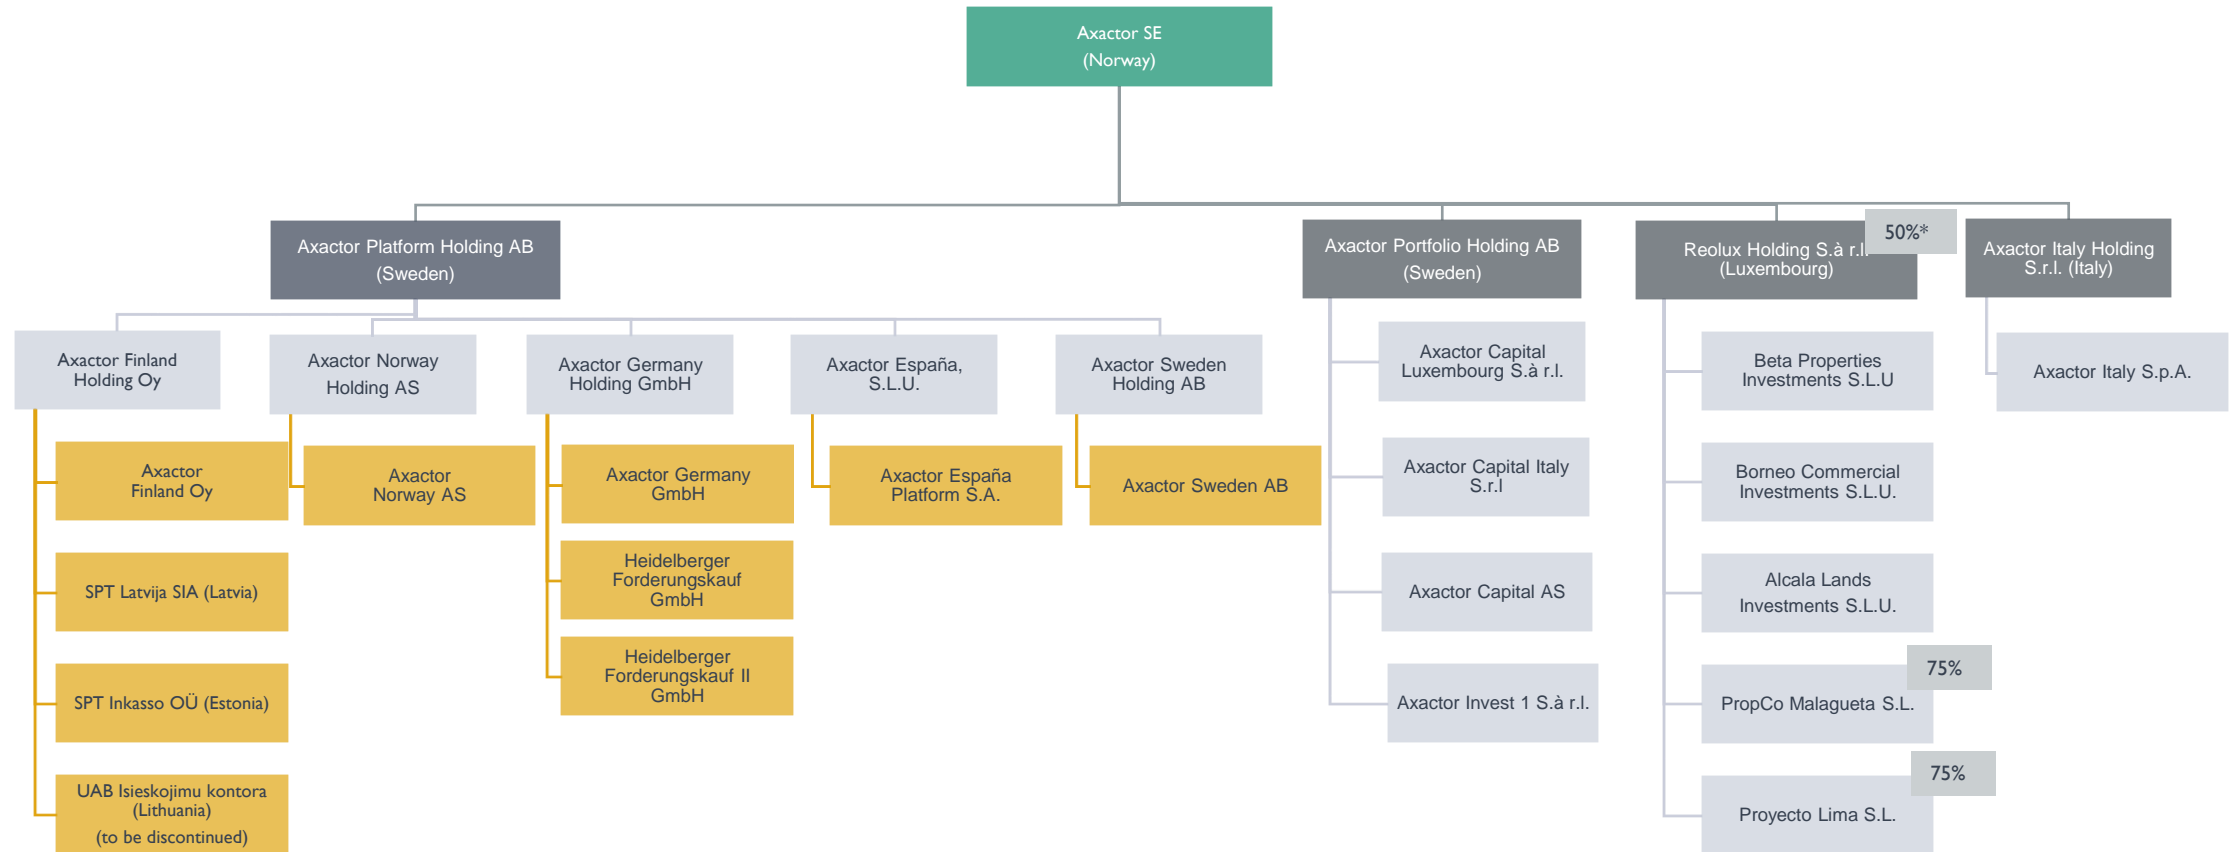 Axactor SE
(Norway)
Axactor Platform Holding AB
(Sweden)
Axactor Portfolio Holding AB
(Sweden)
Reolux Holding S.à r.l.
(Luxembourg)
50%*
Axactor Italy Holding
S.r.l. (Italy)
Axactor Finland
Holding Oy
Axactor Norway
Holding AS
Axactor Germany
Holding GmbH
Axactor España,
S.L.U.
Axactor Sweden
Holding AB
Axactor Capital
Luxembourg S.à r.l.
Beta Properties
Investments S.L.U
Axactor Italy S.p.A.
Axactor
Finland Oy
Axactor
Norway AS
Axactor Germany
GmbH
Axactor España
Platform S.A.
Axactor Sweden AB
Axactor Capital Italy
S.r.l
Borneo Commercial
Investments S.L.U.
SPT Latvija SIA (Latvia)
Heidelberger
Forderungskauf
GmbH
Axactor Capital AS
Alcala Lands
Investments S.L.U.
SPT Inkasso OÜ (Estonia)
Heidelberger
Forderungskauf II
GmbH
Axactor Invest 1 S.à r.l.
PropCo Malagueta S.L.
75%
UAB Isieskojimu kontora
(Lithuania)
(to be discontinued)
Proyecto Lima S.L.
75%